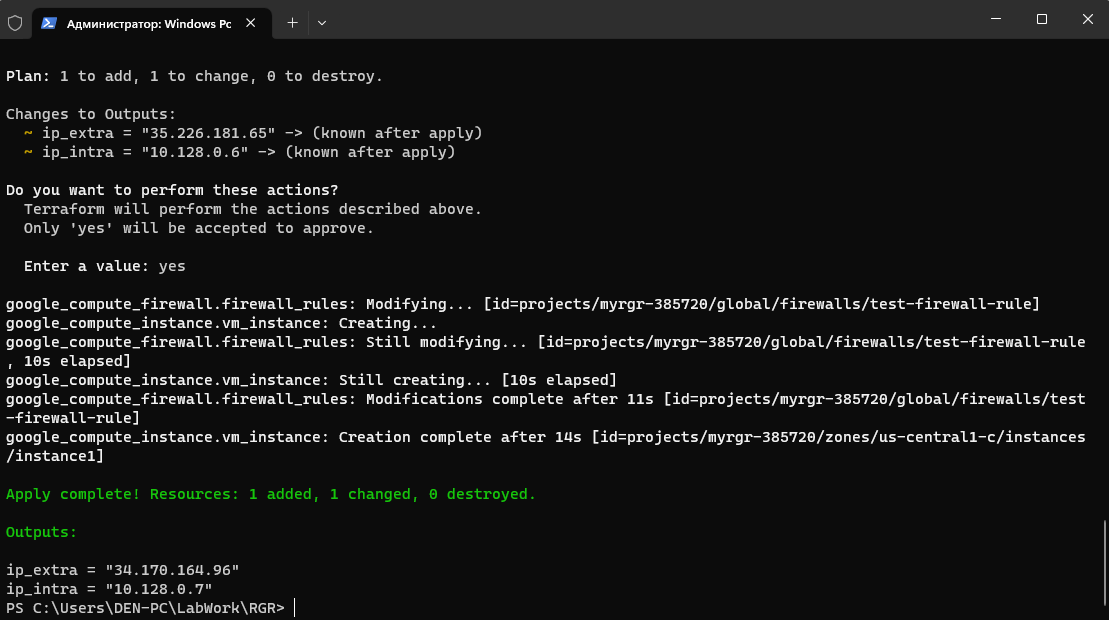 Администратор: Windows Pc
Plan: 1 to add, 1 to change, 0 to destroy.
Changes to Outputs:
~ ip_extra = "35.226.181.65" -> (known after apply)
~ ip_intra = "10.128.0.6" -> (known after apply)
Do you want to perform these actions?
Terraform will perform the actions described above.
Only 'yes' will be accepted to approve.
Enter a value: yes
google_compute_firewall.firewall_rules: Modifying... [id=projects/myrgr-385720/global/firewalls/test-firewall-rule]
google_compute_instance.vm_instance: Creating...
google_compute_firewall.firewall_rules: Still modifying... [id=projects/myrgr-385720/global/firewalls/test-firewall-rule
, 10s elapsed]
google_compute_instance.vm_instance: Still creating... [10s elapsed]
google_compute_firewall.firewall_rules: Modifications complete after 11s [id=projects/myrgr-385720/global/firewalls/test
-firewall-rule]
google_compute_instance.vm_instance: Creation complete after 14s [id=projects/myrgr-385720/zones/us-central1-c/instances
/instance1]
Apply complete! Resources: 1 added, 1 changed, 0 destroyed.
Outputs:
ip_extra = "34.170.164.96"
ip_intra = "10.128.0.7"
PS C:\Users\DEN-PC\LabWork\RGR>